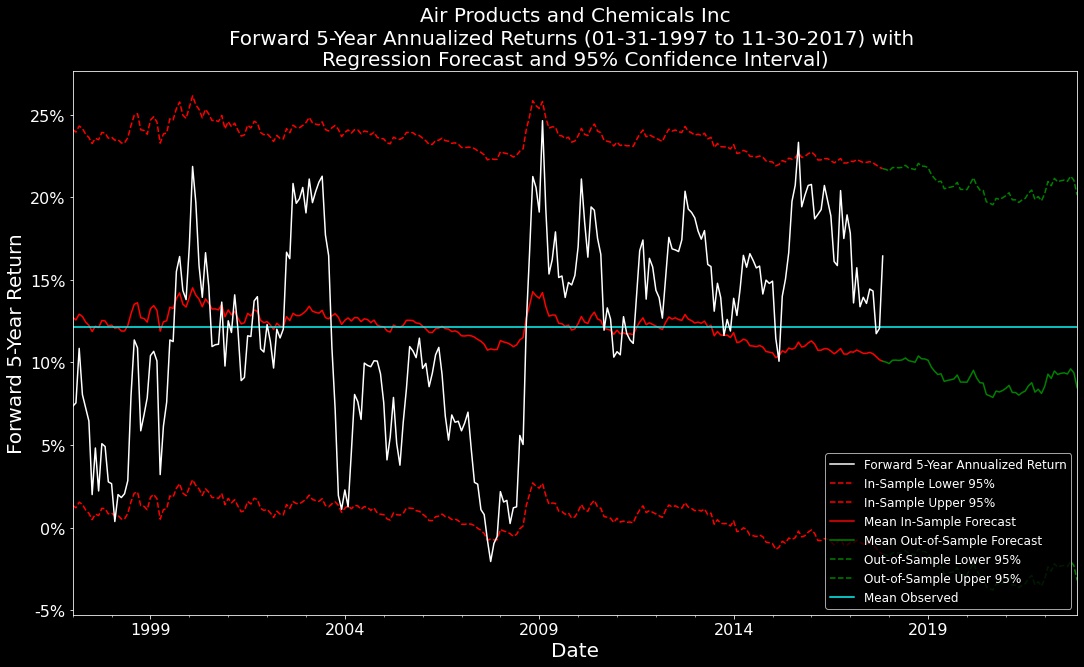 Air Products and Chemicals Inc
Forward 5-Year Annualized Returns (01-31-1997 to 11-30-2017) with
Regression Forecast and 95% Confidence Interval)
Forward 5-Year Return
25%
20%
15%
10%
5%
0%
-5%
Forward 5-Year Annualized Return
In-Sample Lower 95%
In-Sample Upper 95%
Mean In-Sample Forecast
Mean Out-of-Sample Forecast
Out-of-Sample Lower 95%
Out-of-Sample Upper 95%
Mean Observed
1999 2004 2009 2014 2019
Date